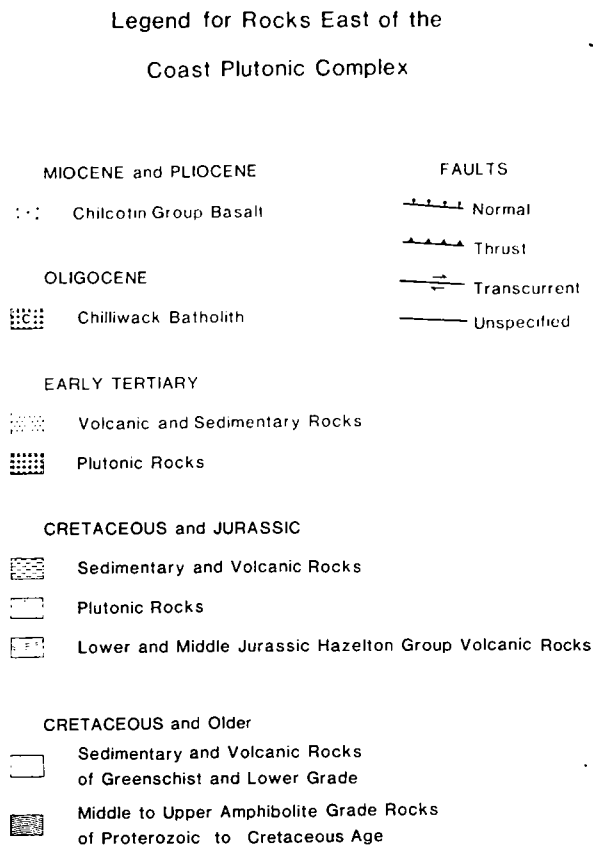 Legend for Rocks East of the
Coast Plutonic Complex
MIOCENE and PLIOCENE
Chilcotin Group Basalt
OLIGOCENE
C
Chilliwack Batholith
EARLY TERTIARY
Volcanic and Sedimentary Rocks
Plutonic Rocks
CRETACEOUS and JURASSIC
Sedimentary and Volcanic Rocks
Plutonic Rocks
Lower and Middle Jurassic Hazelton Group Volcanic Rocks
CRETACEOUS and Older
Sedimentary and Volcanic Rocks
of Greenschist and Lower Grade
Middle to Upper Amphibolite Grade Rocks
of Proterozoic to Cretaceous Age
FAULTS
Normal
Thrust
Transcurrent
Unspecified